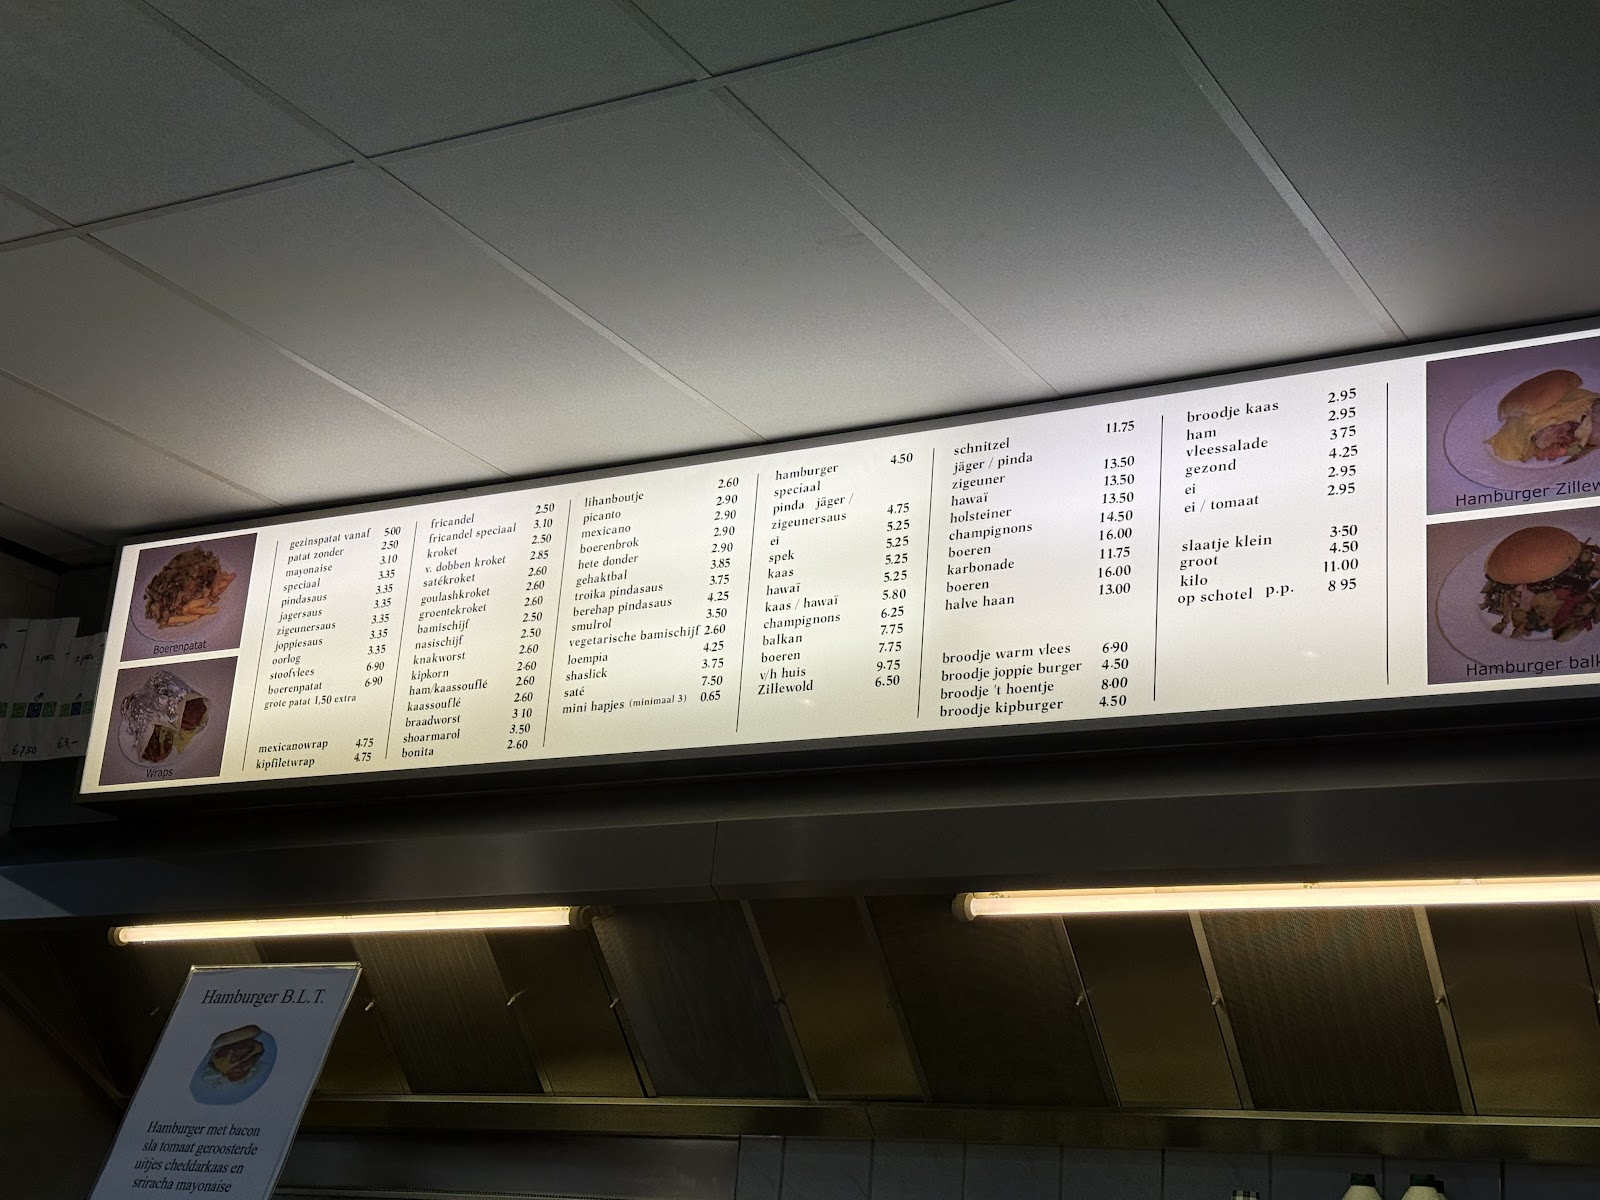 Boerenpatat
Wraps
gezinspatat vanaf 5.00
patat zonder 2.50
mayonaise 3.10
speciaal 3.35
pindasaus 3.35
jagersaus 3.35
zigeunersaus 3.35
joppiesaus 3.35
oorlog 3.35
stoofvlees 6.90
boerenpatat 6.90
grote patat 1,50 extra
mexicanowrap 4.75
kipfiletwrap 4.75
fricandel 2.50
fricandel speciaal 3.10
kroket 2.50
v. dobben kroket 2.85
satékroket 2.60
goulashkroket 2.60
groentekroket 2.60
bamischijf 2.50
nasischijf 2.50
knakworst 2.60
kipkorn 2.60
ham/kaassouflé 2.60
kaassouflé 2.60
braadworst 3 10
shoarmarol 3.50
bonita 2.60
lihanboutje 2.60
picanto 2.90
mexicano 2.90
boerenbrok 2.90
hete donder 2.90
gehaktbal 3.85
troika pindasaus 3.75
berehap pindasaus 4.25
smulrol 3.50
vegetarische bamischijf 2.60
loempia 4.25
shaslick 3.75
saté 7.50
mini hapjes (minimaal 3) 0.65
hamburger 4.50
speciaal
pinda jäger /
zigeunersaus 4.75
ei 5.25
spek 5.25
kaas 5.25
hawaï 5.25
kaas / hawaï 5.80
champignons 6.25
balkan 7.75
boeren 7.75
v/h huis 9.75
Zillewold 6.50
schnitzel 11.75
jäger / pinda
zigeuner 13.50
hawaï 13.50
holsteiner 13.50
champignons 14.50
boeren 16.00
karbonade 11.75
boeren 16.00
halve haan 13.00
broodje warm vlees 6.90
broodje joppie burger 4.50
broodje 't hoentje 8.00
broodje kipburger 4.50
broodje kaas 2.95
ham 2.95
vleessalade 3 75
gezond 4.25
ei 2.95
ei / tomaat 2.95
slaatje klein 3.50
groot 4.50
kilo 11.00
op schotel p.p. 8 95
Hamburger Zillew
Hamburger balk
€7,50
€5,-
Hamburger B.L.T.
Hamburger met bacon
sla tomaat geroosterde
uitjes cheddarkaas en
sriracha mayonaise